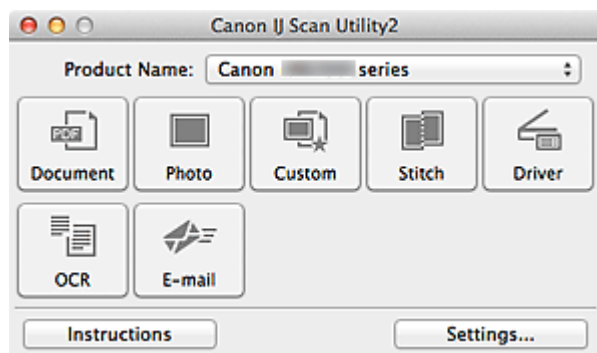 Canon IJ Scan Utility2
Product Name: Canon series
PDF
Document Photo Custom Stitch Driver
OCR E-mail
Instructions Settings...